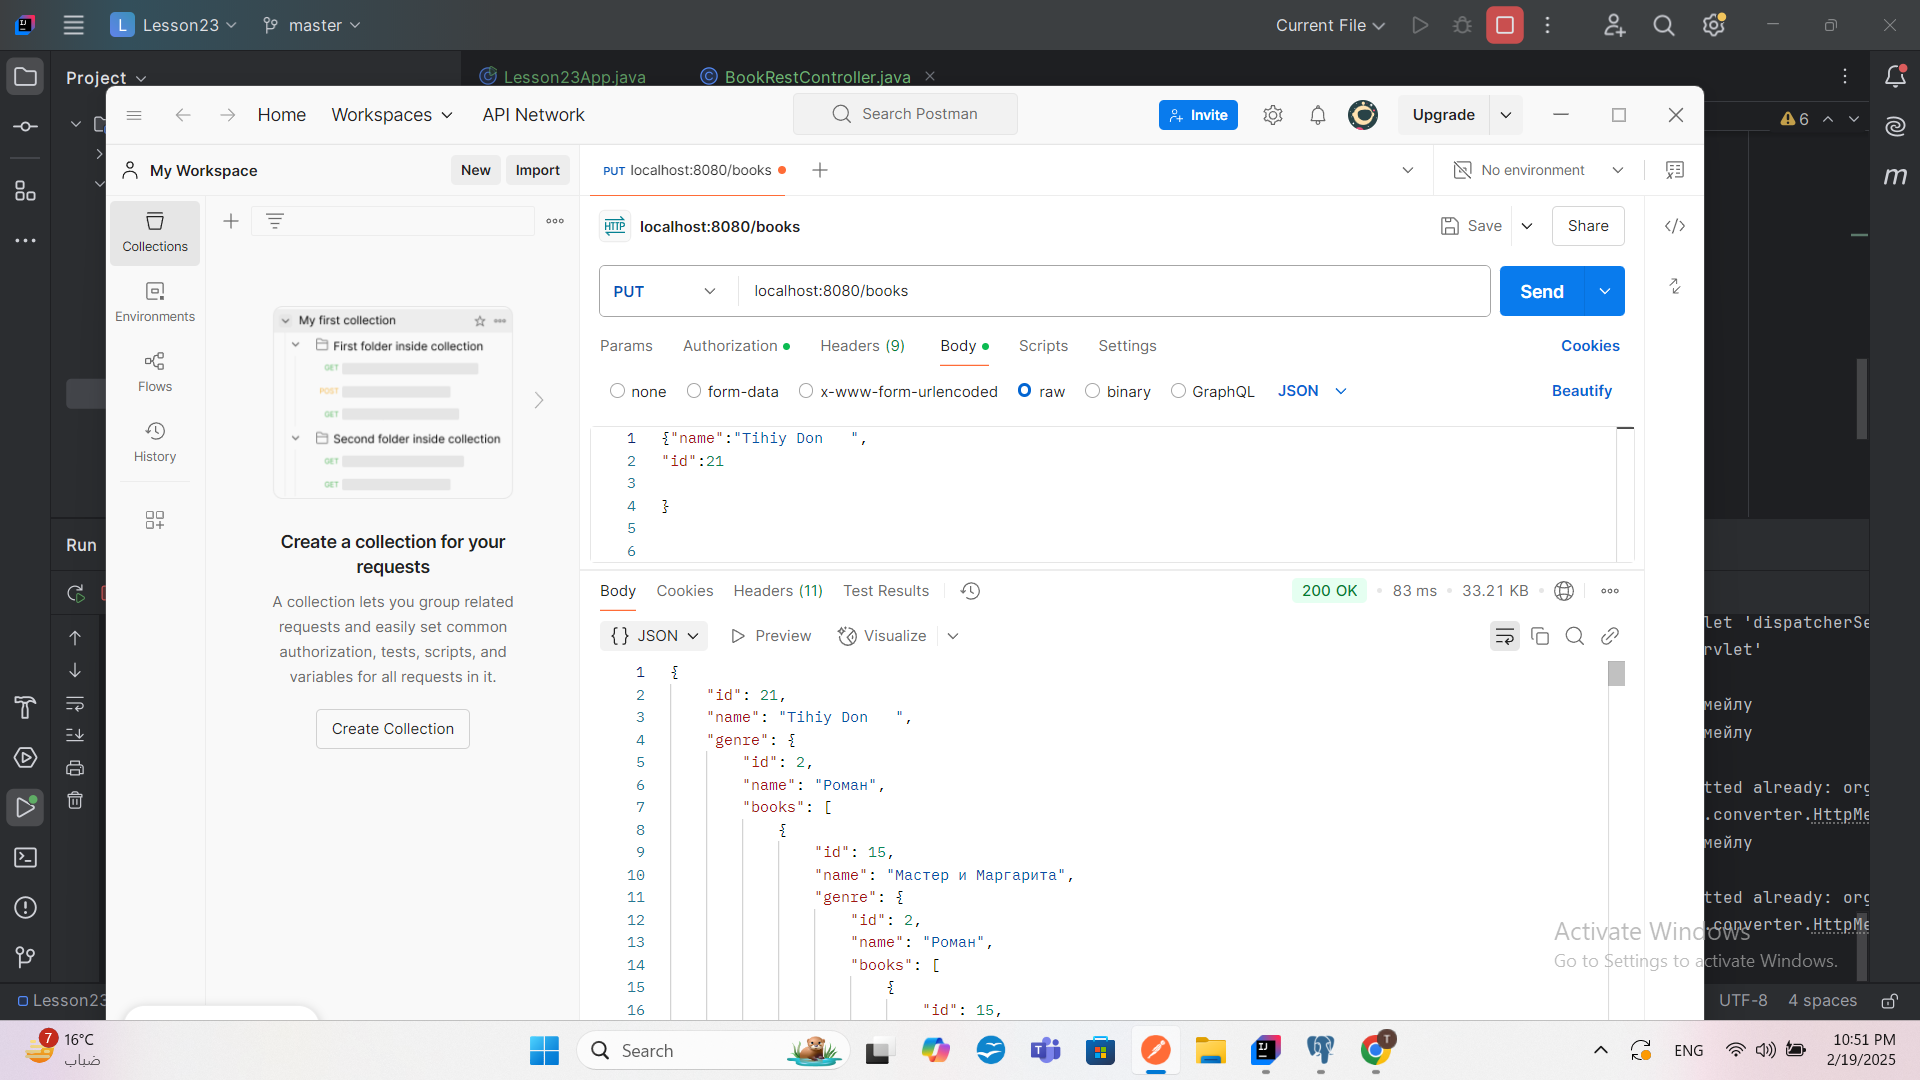 L Lesson23 master Current File
Project Lesson23App.java BookRestController.java
6
Home Workspaces API Network Search Postman Invite Upgrade
My Workspace New Import PUT localhost:8080/books No environment
Collections
Environments
Flows
History
My first collection
First folder inside collection
GET
POST
GET
Second folder inside collection
GET
GET
Create a collection for your
requests
A collection lets you group related
requests and easily set common
authorization, tests, scripts, and
variables for all requests in it.
Create Collection
HTTP localhost:8080/books Save Share
PUT localhost:8080/books Send
Params Authorization Headers (9) Body Scripts Settings Cookies
none form-data x-www-form-urlencoded raw binary GraphQL JSON Beautify
1 {"name":"Tihiy Don   ",
2 "id":21
3
4 }
5
6
Body Cookies Headers (11) Test Results 200 OK 83 ms 33.21 KB
{} JSON Preview Visualize
1 {
2 "id": 21,
3 "name": "Tihiy Don   ",
4 "genre": {
5 "id": 2,
6 "name": "Роман",
7 "books": [
8 {
9 "id": 15,
10 "name": "Мастер и Маргарита",
11 "genre": {
12 "id": 2,
13 "name": "Роман",
14 "books": [
15 {
16 "id": 15,
Run
let 'dispatcherSe
rvlet'
мейлу
мейлу
tted already: org
.converter.HttpMe
мейлу
tted already: org
.converter.HttpMe
Activate Windows
Go to Settings to activate Windows.
Lesson23 UTF-8 4 spaces
7 16°C
ضباب
Search
T
ENG
10:51 PM
2/19/2025